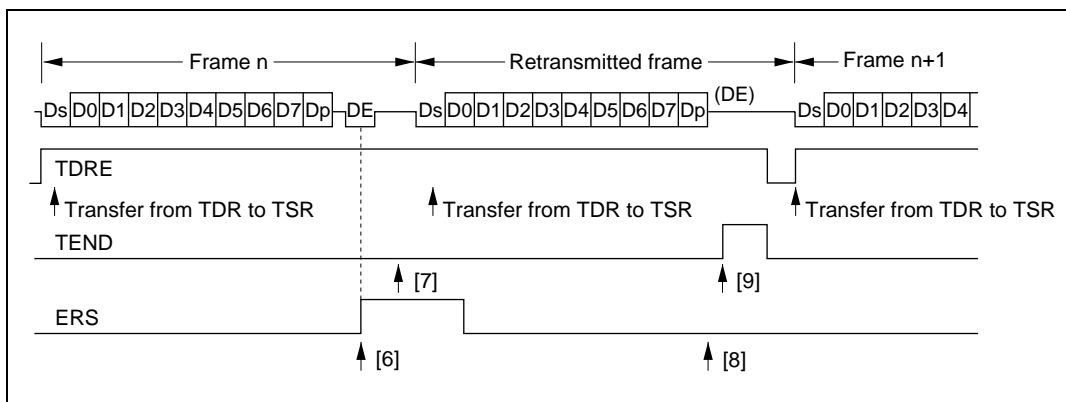 Frame n Retransmitted frame Frame n+1
Ds D0 D1 D2 D3 D4 D5 D6 D7 Dp DE Ds D0 D1 D2 D3 D4 D5 D6 D7 Dp (DE) Ds D0 D1 D2 D3 D4
TDRE
Transfer from TDR to TSR Transfer from TDR to TSR Transfer from TDR to TSR
TEND
[7] [9]
ERS
[6] [8]